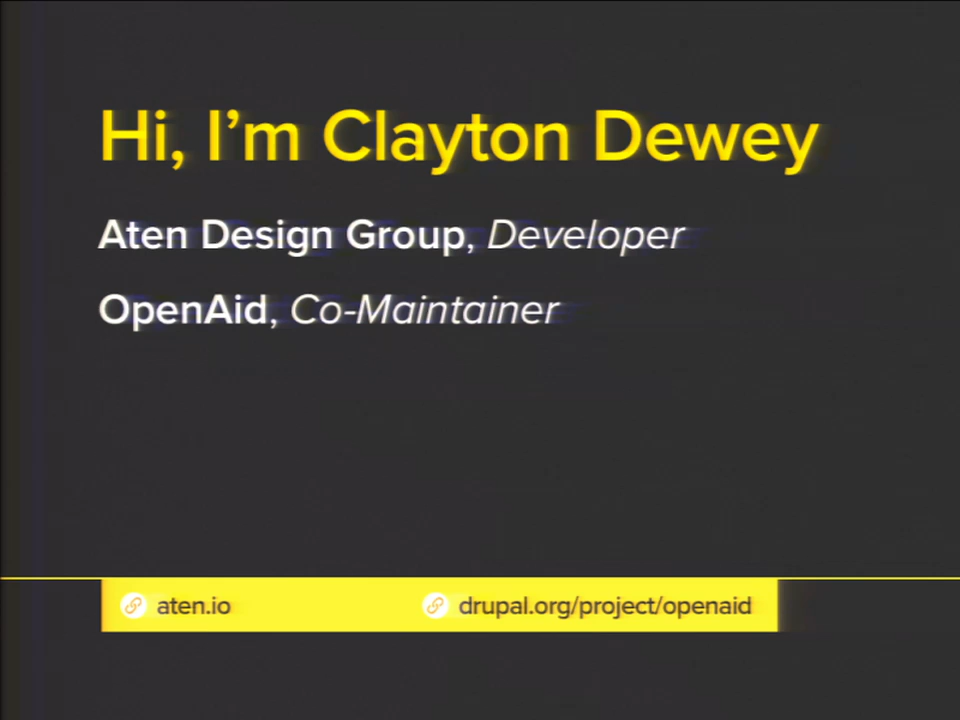 Hi, I’m Clayton Dewey
Aten Design Group, Developer
OpenAid, Co-Maintainer
aten.io
drupal.org/project/openaid